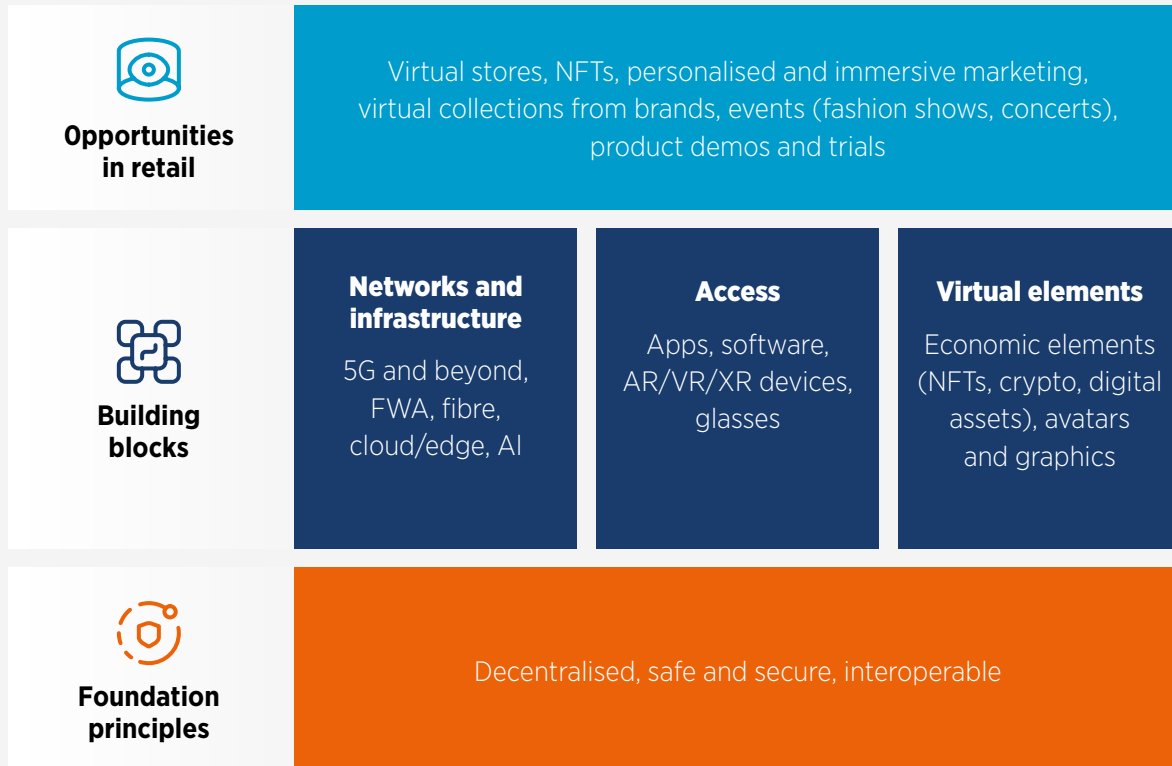 Opportunities
in retail
Virtual stores, NFTs, personalised and immersive marketing,
virtual collections from brands, events (fashion shows, concerts),
product demos and trials
Building
blocks
Networks and
infrastructure
5G and beyond,
FWA, fibre,
cloud/edge, AI
Access
Apps, software,
AR/VR/XR devices,
glasses
Virtual elements
Economic elements
(NFTs, crypto, digital
assets), avatars
and graphics
Foundation
principles
Decentralised, safe and secure, interoperable